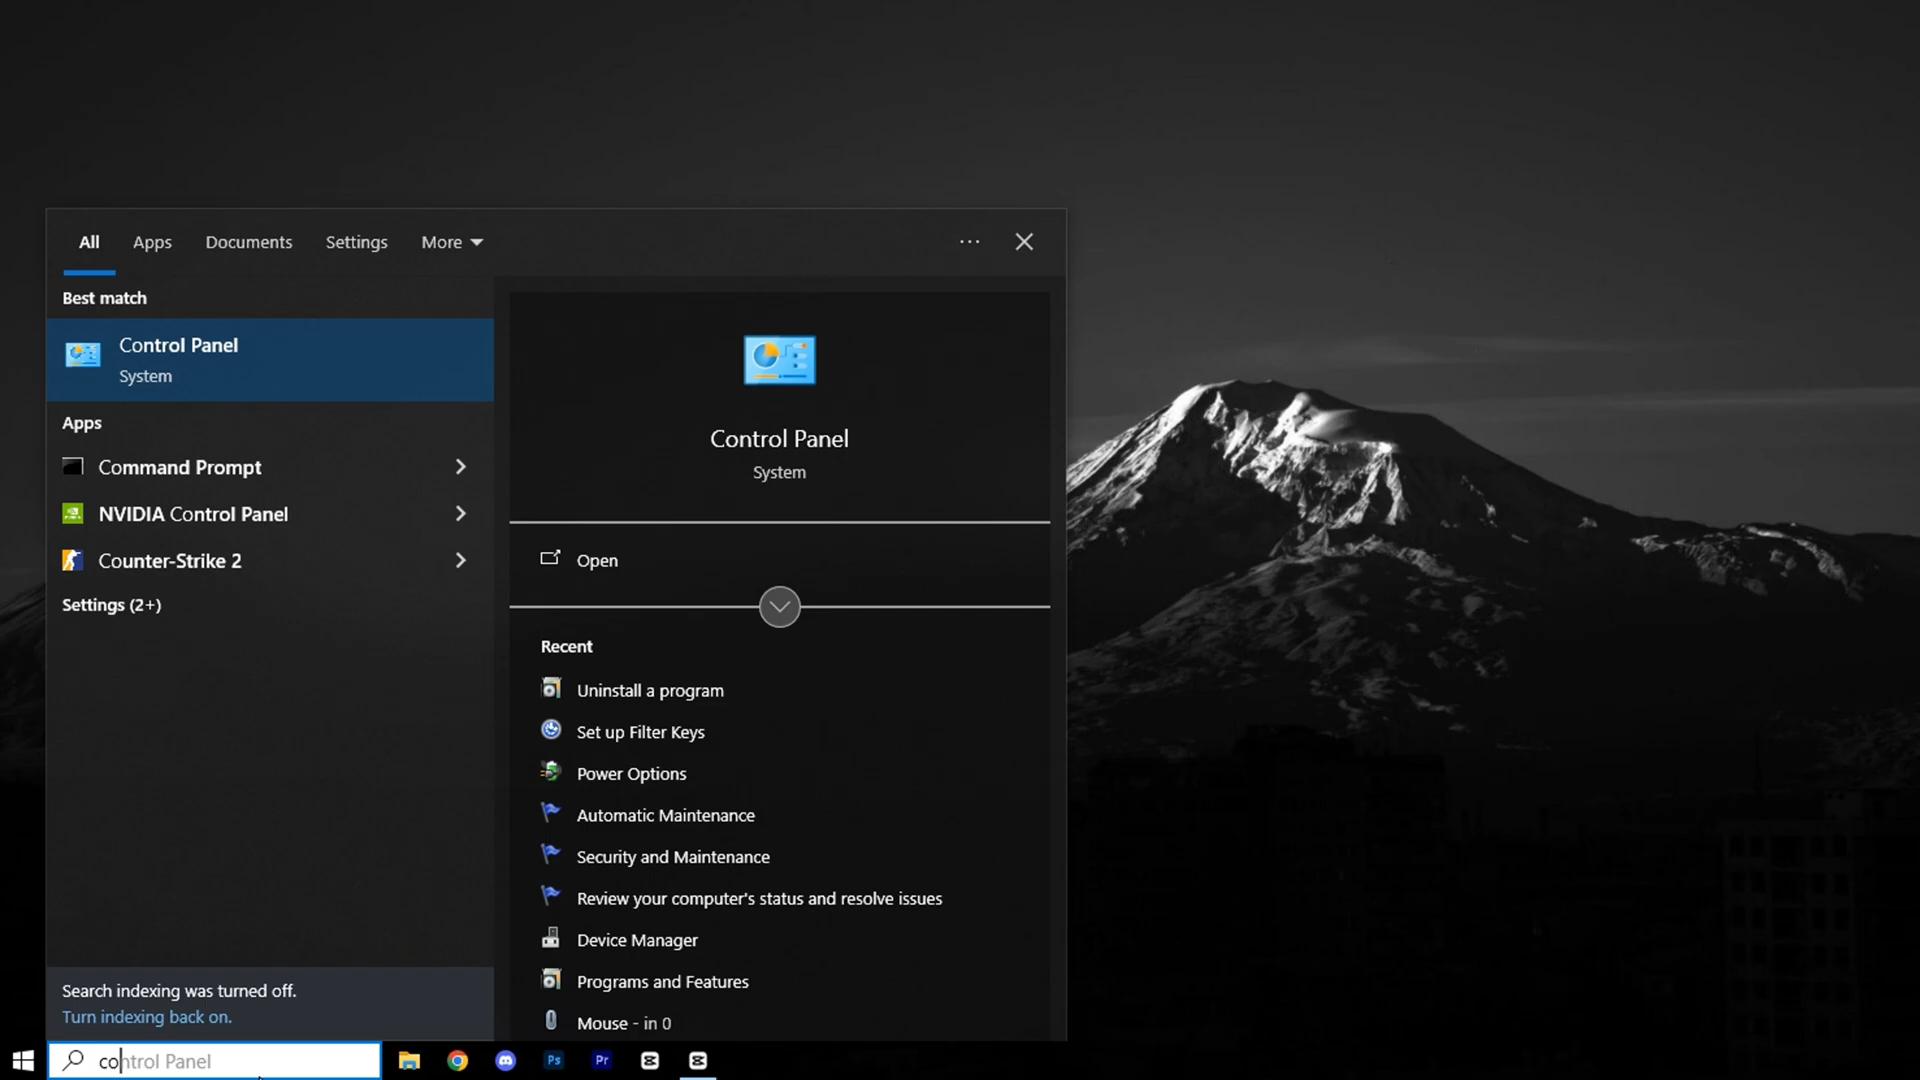 All Apps Documents Settings More
Best match
Control Panel
System
Apps
Command Prompt
NVIDIA Control Panel
Counter-Strike 2
Settings (2+)
Search indexing was turned off.
Turn indexing back on.
Control Panel
System
Open
Recent
Uninstall a program
Set up Filter Keys
Power Options
Automatic Maintenance
Security and Maintenance
Review your computer's status and resolve issues
Device Manager
Programs and Features
Mouse - in 0
control Panel
Ps Pr